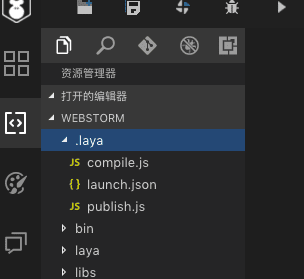 资源管理器
打开的编辑器
WEBSTORM
.laya
JS compile.js
{ } launch.json
JS publish.js
bin
laya
libs